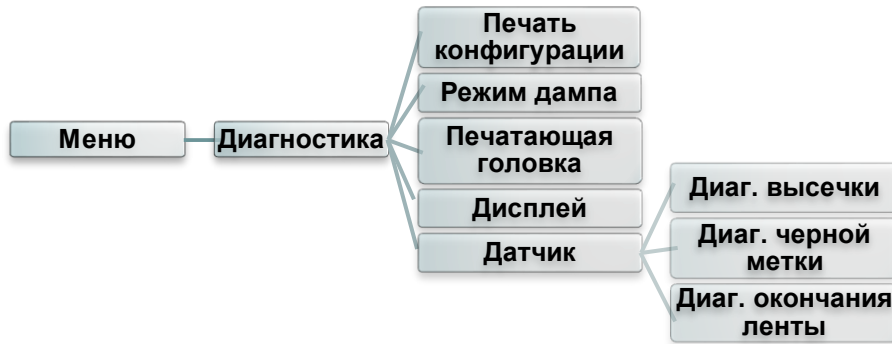 Меню
Диагностика
Печать
конфигурации
Режим дампа
Печатающая
головка
Дисплей
Датчик
Диаг. высечки
Диаг. черной
метки
Диаг. окончания
ленты